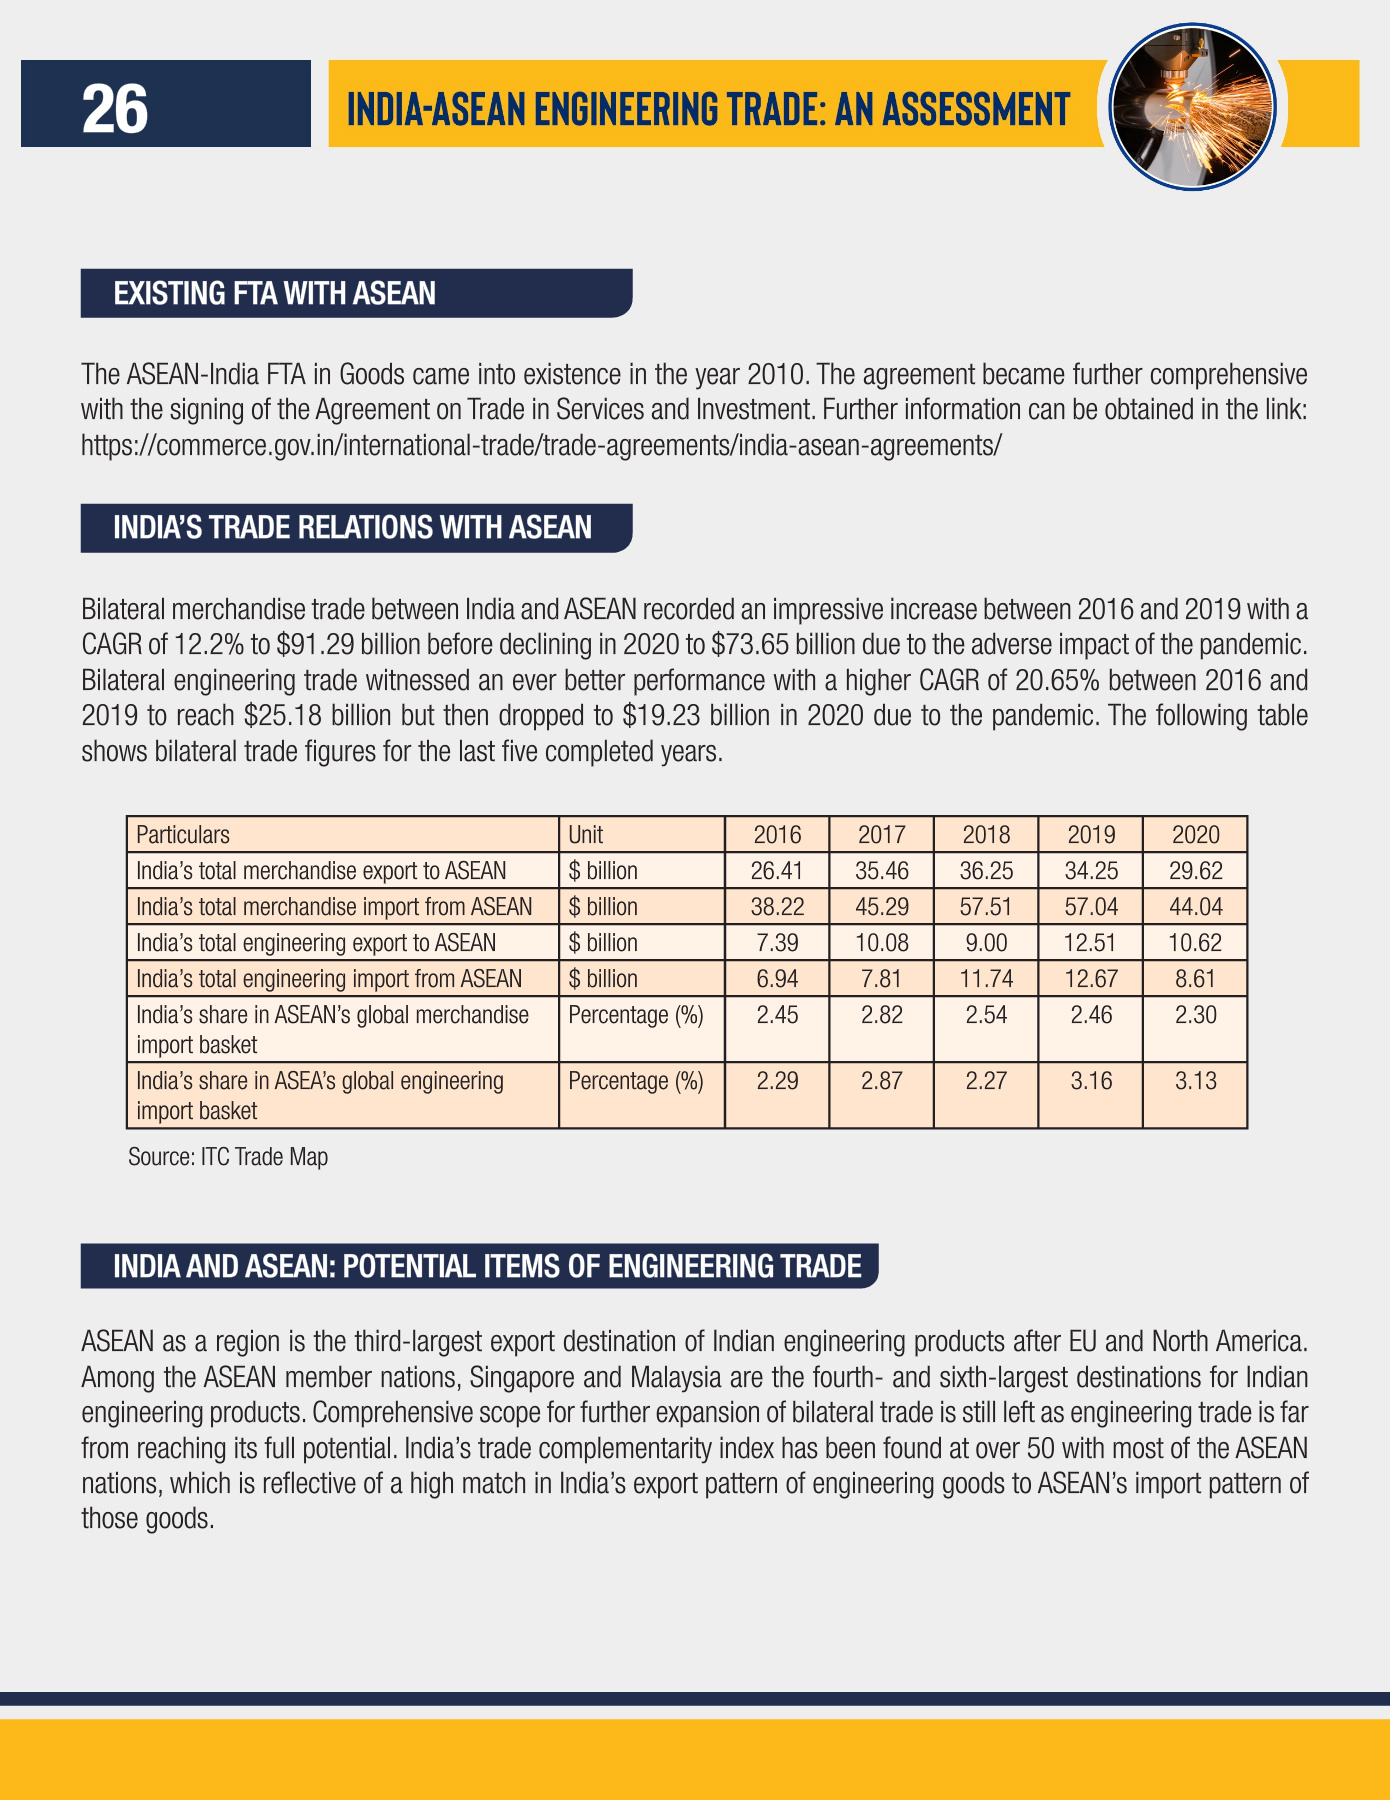 26
INDIA-ASEAN ENGINEERING TRADE: AN ASSESSMENT
EXISTING FTA WITH ASEAN
The ASEAN-India FTA in Goods came into existence in the year 2010. The agreement became further comprehensive
with the signing of the Agreement on Trade in Services and Investment. Further information can be obtained in the link:
https://commerce.gov.in/international-trade/trade-agreements/india-asean-agreements/
INDIA’S TRADE RELATIONS WITH ASEAN
Bilateral merchandise trade between India and ASEAN recorded an impressive increase between 2016 and 2019 with a
CAGR of 12.2% to $91.29 billion before declining in 2020 to $73.65 billion due to the adverse impact of the pandemic.
Bilateral engineering trade witnessed an ever better performance with a higher CAGR of 20.65% between 2016 and
2019 to reach $25.18 billion but then dropped to $19.23 billion in 2020 due to the pandemic. The following table
shows bilateral trade figures for the last five completed years.
Particulars Unit 2016 2017 2018 2019 2020
India’s total merchandise export to ASEAN $ billion 26.41 35.46 36.25 34.25 29.62
India’s total merchandise import from ASEAN $ billion 38.22 45.29 57.51 57.04 44.04
India’s total engineering export to ASEAN $ billion 7.39 10.08 9.00 12.51 10.62
India’s total engineering import from ASEAN $ billion 6.94 7.81 11.74 12.67 8.61
India’s share in ASEAN’s global merchandise Percentage (%) 2.45 2.82 2.54 2.46 2.30
import basket
India’s share in ASEA’s global engineering Percentage (%) 2.29 2.87 2.27 3.16 3.13
import basket
Source: ITC Trade Map
INDIA AND ASEAN: POTENTIAL ITEMS OF ENGINEERING TRADE
ASEAN as a region is the third-largest export destination of Indian engineering products after EU and North America.
Among the ASEAN member nations, Singapore and Malaysia are the fourth- and sixth-largest destinations for Indian
engineering products. Comprehensive scope for further expansion of bilateral trade is still left as engineering trade is far
from reaching its full potential. India’s trade complementarity index has been found at over 50 with most of the ASEAN
nations, which is reflective of a high match in India’s export pattern of engineering goods to ASEAN’s import pattern of
those goods.